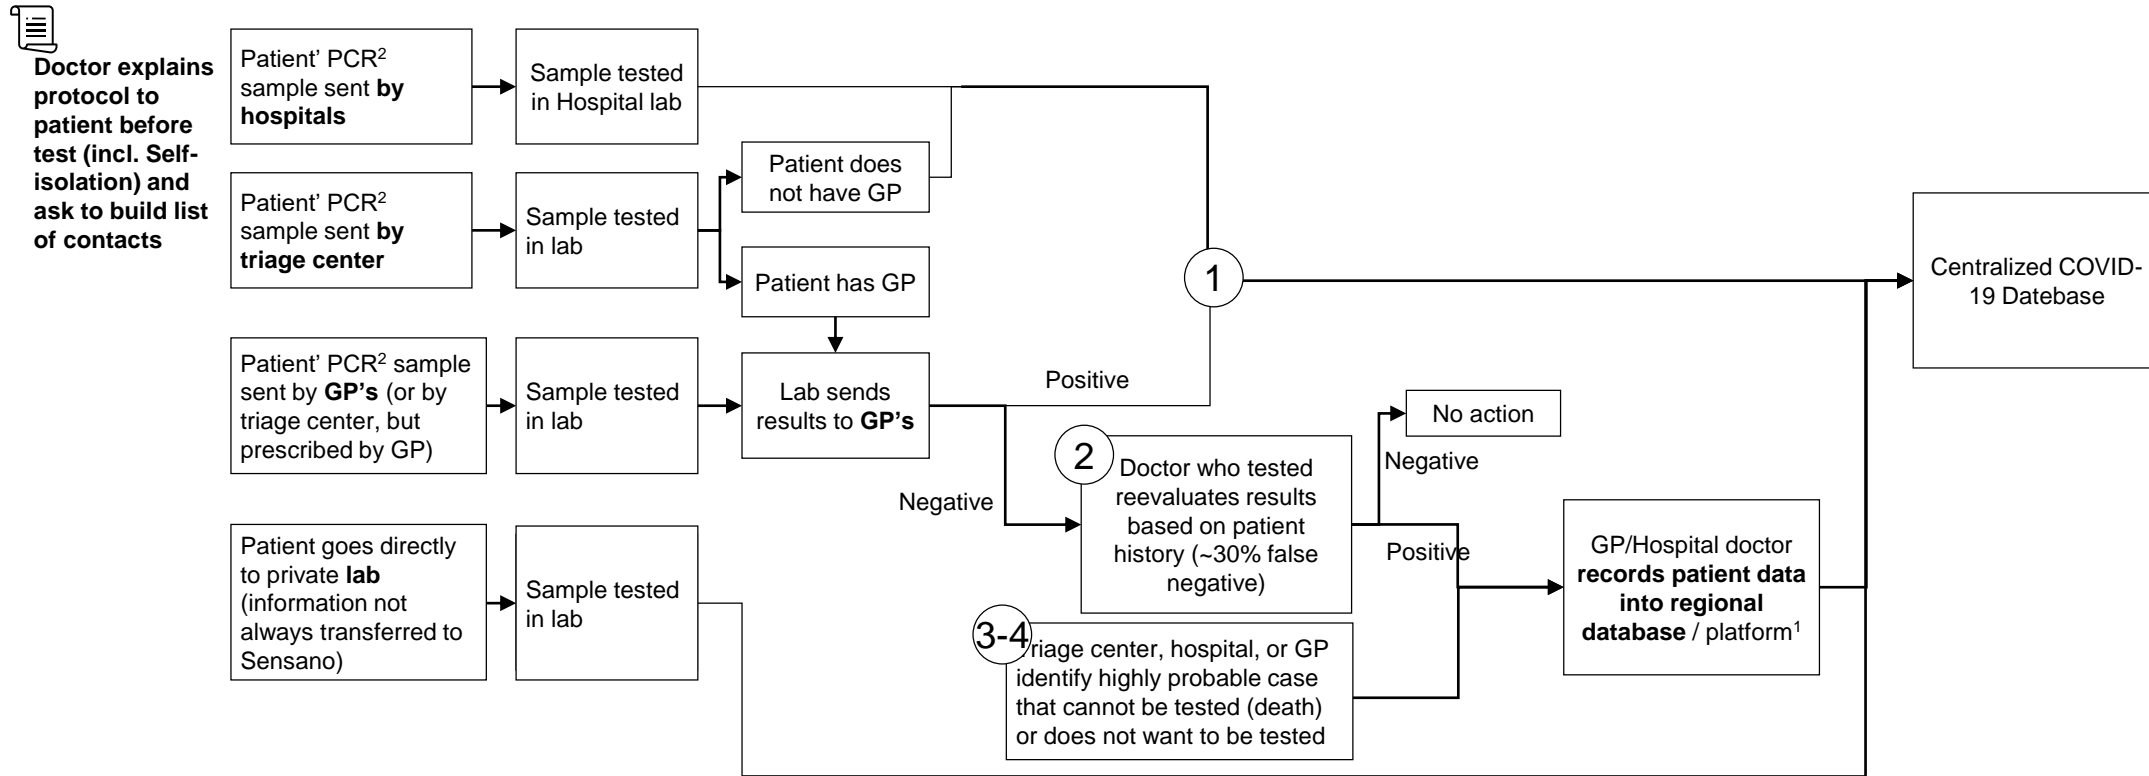 Doctor explains
protocol to
patient before
test (incl. Self-
isolation) and
ask to build list
of contacts
Patient' PCR²
sample sent by
hospitals
Sample tested
in Hospital lab
Patient' PCR²
sample sent by
triage center
Sample tested
in lab
Patient does
not have GP
Patient has GP
Patient' PCR² sample
sent by GP's (or by
triage center, but
prescribed by GP)
Sample tested
in lab
Lab sends
results to GP's
Patient goes directly
to private lab
(information not
always transferred to
Sensano)
Sample tested
in lab
1
Positive
Negative
2
Doctor who tested
reevaluates results
based on patient
history (~30% false
negative)
No action
Negative
Positive
3-4
riage center, hospital, or GP
identify highly probable case
that cannot be tested (death)
or does not want to be tested
GP/Hospital doctor
records patient data
into regional
database / platform¹
Centralized COVID-
19 Datebase